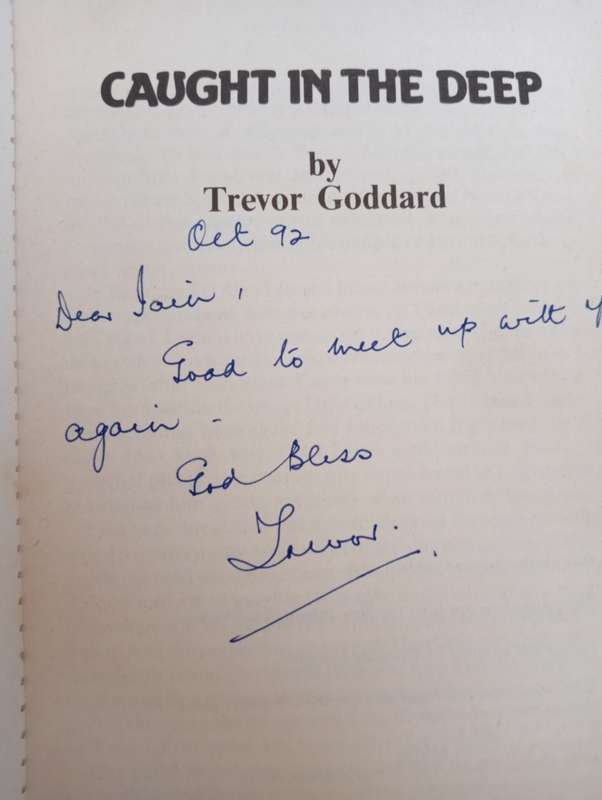 CAUGHT IN THE DEEP
by
Trevor Goddard
Oct 92
Dear Iain,
Good to meet up with y
again -
God Bless
Trevor.